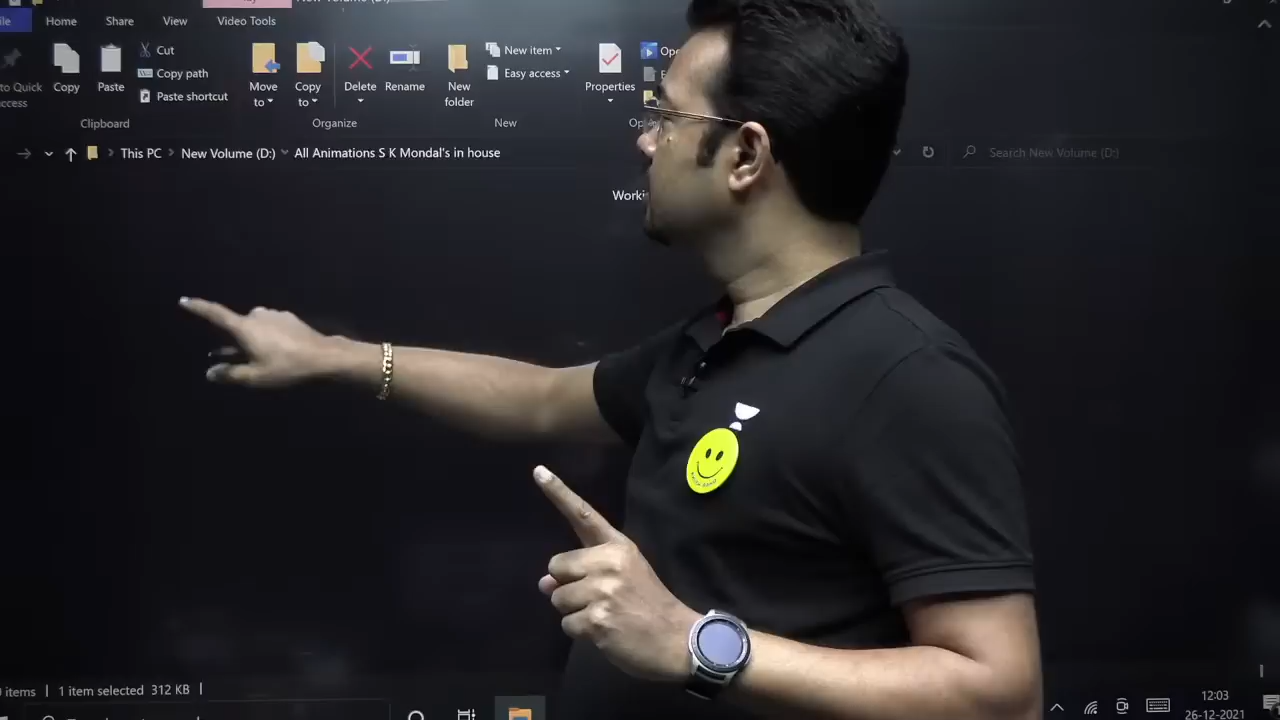 Home Share View Video Tools
Cut
Copy path
Paste shortcut
Copy
Paste
Move to
Copy to
Delete
Rename
New folder
New item
Easy access
Properties
Clipboard Organize New
This PC New Volume (D:) All Animations S K Mondal's in house Search New Volume (D:)
items 1 item selected 312 KB
12:03
26-12-2021